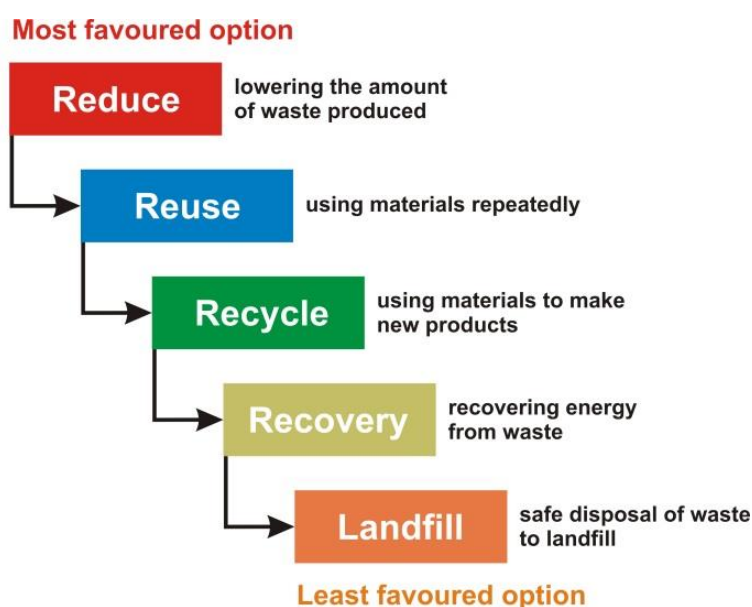 Most favoured option
Reduce
lowering the amount
of waste produced
Reuse
using materials repeatedly
Recycle
using materials to make
new products
Recovery
recovering energy
from waste
Landfill
safe disposal of waste
to landfill
Least favoured option